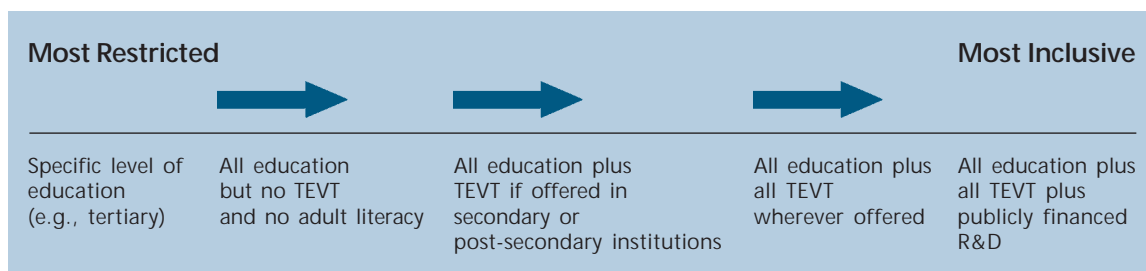 Most Restricted
Most Inclusive
Specific level of
education
(e.g., tertiary)
All education
but no TEVT
and no adult literacy
All education plus
TEVT if offered in
secondary or
post-secondary institutions
All education plus
all TEVT
wherever offered
All education plus
all TEVT plus
publicly financed
R&D